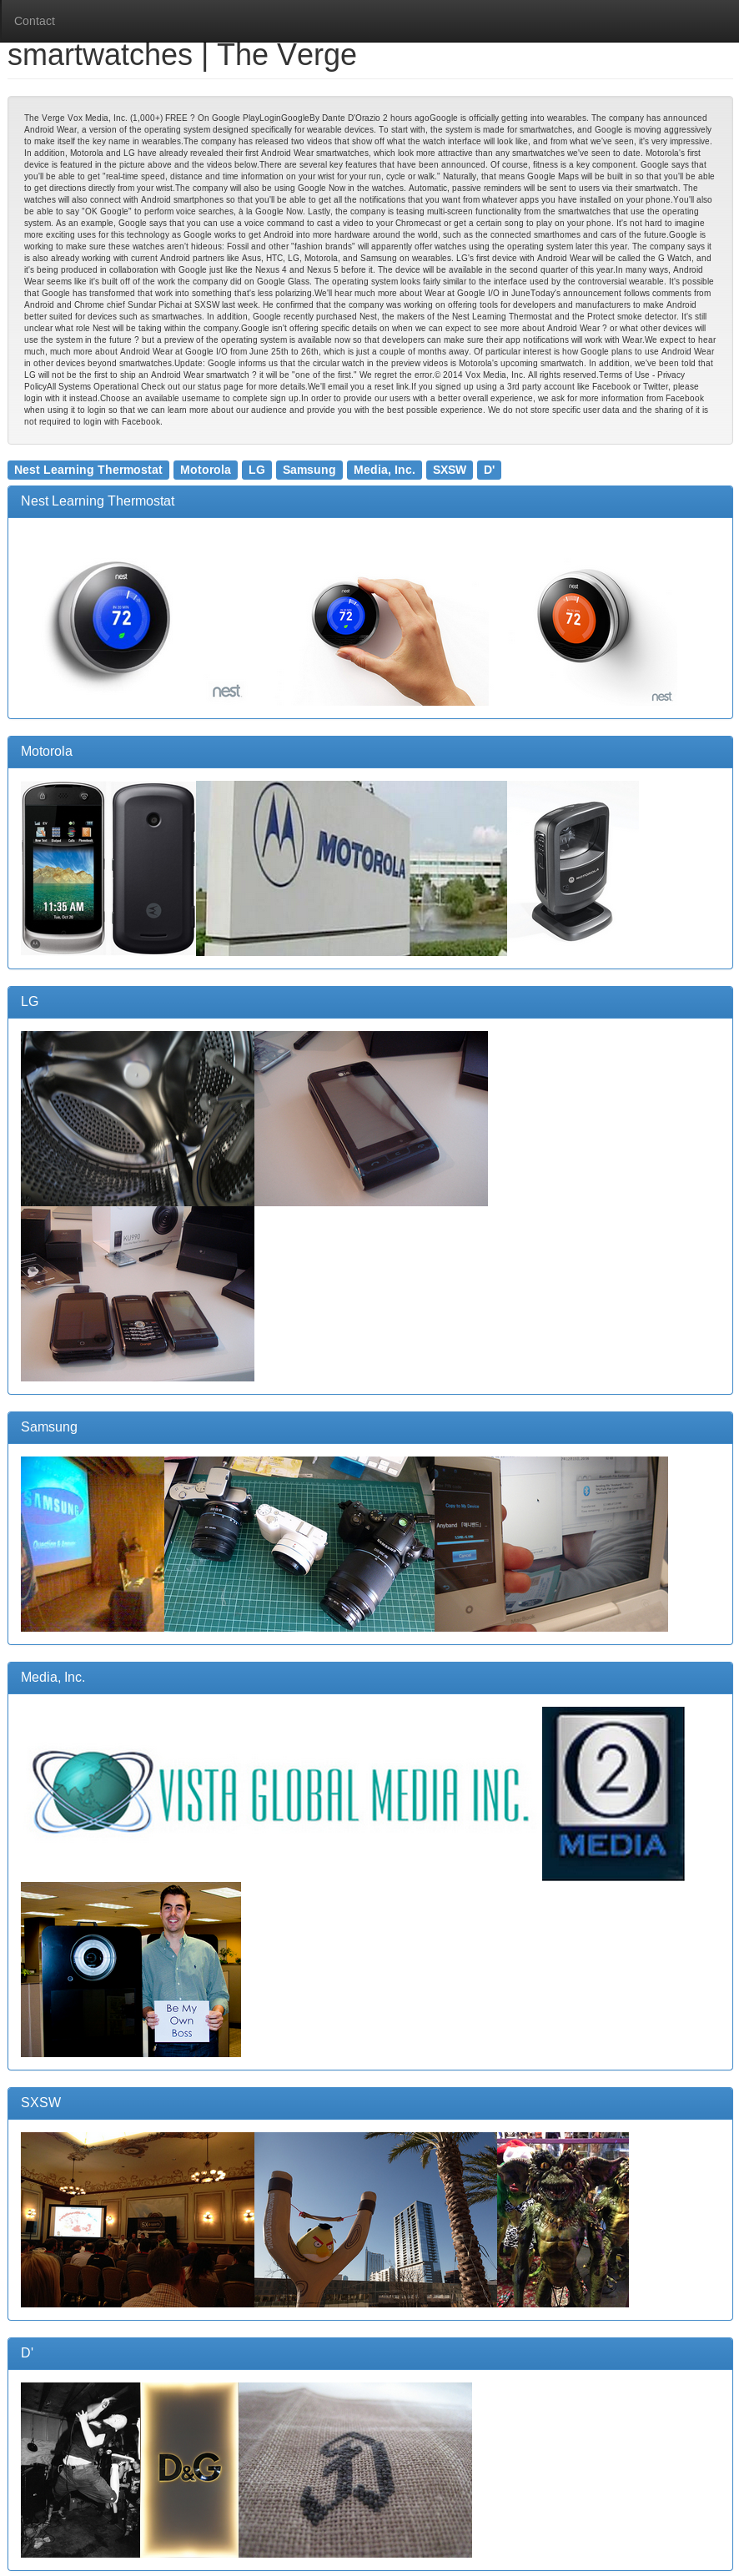 Contact
smartwatches | The Verge
The Verge Vox Media, Inc. (1,000+) FREE ? On Google PlayLoginGoogleBy Dante D'Orazio 2 hours agoGoogle is officially getting into wearables. The company has announced
Android Wear, a version of the operating system designed specifically for wearable devices. To start with, the system is made for smartwatches, and Google is moving aggressively
to make itself the key name in wearables.The company has released two videos that show off what the watch interface will look like, and from what we've seen, it's very impressive.
In addition, Motorola and LG have already revealed their first Android Wear smartwatches, which look more attractive than any smartwatches we've seen to date. Motorola's first
device is featured in the picture above and the videos below.There are several key features that have been announced. Of course, fitness is a key component. Google says that
you'll be able to get "real-time speed, distance and time information on your wrist for your run, cycle or walk." Naturally, that means Google Maps will be built in so that you'll be able
to get directions directly from your wrist.The company will also be using Google Now in the watches. Automatic, passive reminders will be sent to users via their smartwatch. The
watches will also connect with Android smartphones so that you'll be able to get all the notifications that you want from whatever apps you have installed on your phone.You'll also
be able to say "OK Google" to perform voice searches, à la Google Now. Lastly, the company is teasing multi-screen functionality from the smartwatches that use the operating
system. As an example, Google says that you can use a voice command to cast a video to your Chromecast or get a certain song to play on your phone. It's not hard to imagine
more exciting uses for this technology as Google works to get Android into more hardware around the world, such as the connected smarthomes and cars of the future.Google is
working to make sure these watches aren't hideous: Fossil and other "fashion brands" will apparently offer watches using the operating system later this year. The company says it
is also already working with current Android partners like Asus, HTC, LG, Motorola, and Samsung on wearables. LG's first device with Android Wear will be called the G Watch, and
it's being produced in collaboration with Google just like the Nexus 4 and Nexus 5 before it. The device will be available in the second quarter of this year.In many ways, Android
Wear seems like it's built off of the work the company did on Google Glass. The operating system looks fairly similar to the interface used by the controversial wearable. It's possible
that Google has transformed that work into something that's less polarizing.We'll hear much more about Wear at Google I/O in JuneToday's announcement follows comments from
Android and Chrome chief Sundar Pichai at SXSW last week. He confirmed that the company was working on offering tools for developers and manufacturers to make Android
better suited for devices such as smartwaches. In addition, Google recently purchased Nest, the makers of the Nest Learning Thermostat and the Protect smoke detector. It's still
unclear what role Nest will be taking within the company.Google isn't offering specific details on when we can expect to see more about Android Wear ? or what other devices will
use the system in the future ? but a preview of the operating system is available now so that developers can make sure their app notifications will work with Wear.We expect to hear
much, much more about Android Wear at Google I/O from June 25th to 26th, which is just a couple of months away. Of particular interest is how Google plans to use Android Wear
in other devices beyond smartwatches.Update: Google informs us that the circular watch in the preview videos is Motorola's upcoming smartwatch. In addition, we've been told that
LG will not be the first to ship an Android Wear smartwatch ? it will be "one of the first." We regret the error.© 2014 Vox Media, Inc. All rights reserved.Terms of Use - Privacy
PolicyAll Systems Operational Check out our status page for more details.We'll email you a reset link.If you signed up using a 3rd party account like Facebook or Twitter, please
login with it instead.Choose an available username to complete sign up.In order to provide our users with a better overall experience, we ask for more information from Facebook
when using it to login so that we can learn more about our audience and provide you with the best possible experience. We do not store specific user data and the sharing of it is
not required to login with Facebook.
Nest Learning Thermostat Motorola LG Samsung Media, Inc. SXSW D'
Nest Learning Thermostat
nest
72
nest
nest
72
nest
72
nest
Motorola
11:35 AM
Tue, Oct 26
MOTOROLA
MOTOROLA
LG
KU990
Samsung
SAMSUNG
Question & Answer
Copy to My Device
Anyband
Media, Inc.
VISTA GLOBAL MEDIA INC.
O2
MEDIA
Be My
Own
Boss
SXSW
D'
D&G
D